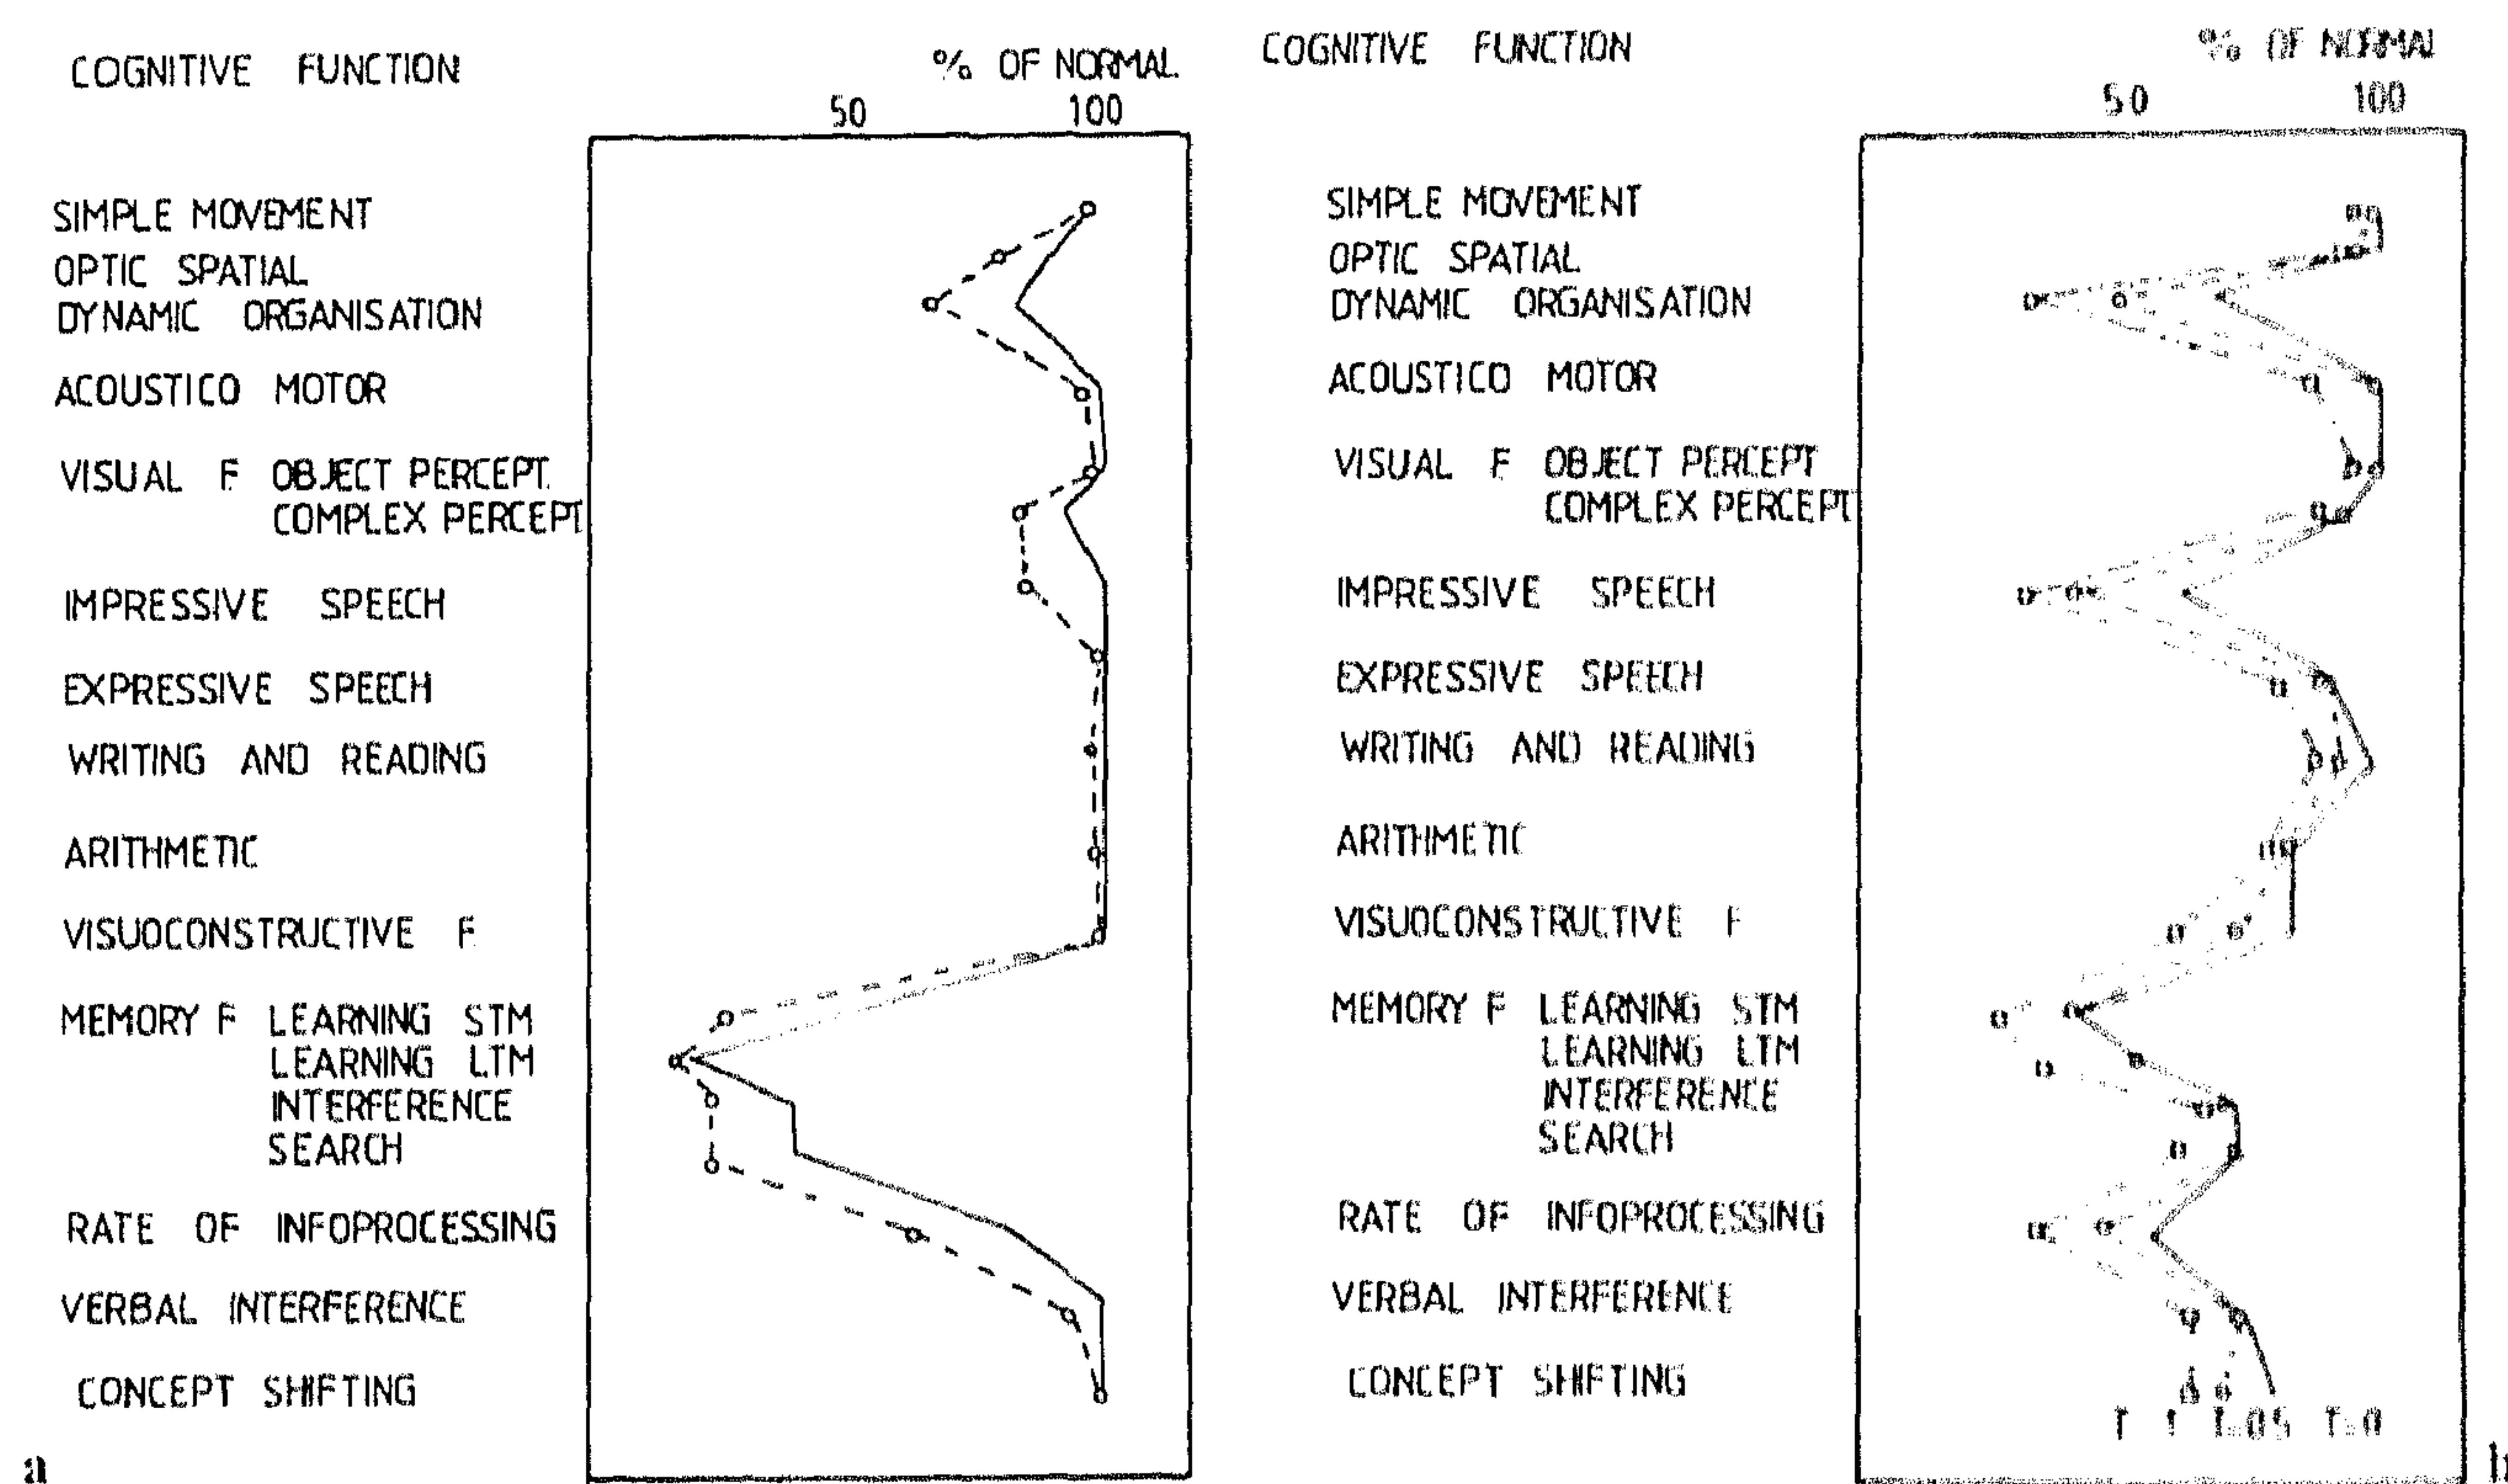 COGNITIVE FUNCTION
% OF NORMAL
50 100
SIMPLE MOVEMENT
OPTIC SPATIAL
DYNAMIC ORGANISATION
ACOUSTICO MOTOR
VISUAL F OBJECT PERCEPT.
COMPLEX PERCEPT
IMPRESSIVE SPEECH
EXPRESSIVE SPEECH
WRITING AND READING
ARITHMETIC
VISUOCONSTRUCTIVE F.
MEMORY F LEARNING STM
LEARNING LTM
INTERFERENCE
SEARCH
RATE OF INFOPROCESSING
VERBAL INTERFERENCE
CONCEPT SHIFTING
a
COGNITIVE FUNCTION
% OF NORMAL
50 100
SIMPLE MOVEMENT
OPTIC SPATIAL
DYNAMIC ORGANISATION
ACOUSTICO MOTOR
VISUAL F OBJECT PERCEPT
COMPLEX PERCEPT
IMPRESSIVE SPEECH
EXPRESSIVE SPEECH
WRITING AND READING
ARITHMETIC
VISUOCONSTRUCTIVE F
MEMORY F LEARNING STM
LEARNING LTM
INTERFERENCE
SEARCH
RATE OF INFOPROCESSING
VERBAL INTERFERENCE
CONCEPT SHIFTING